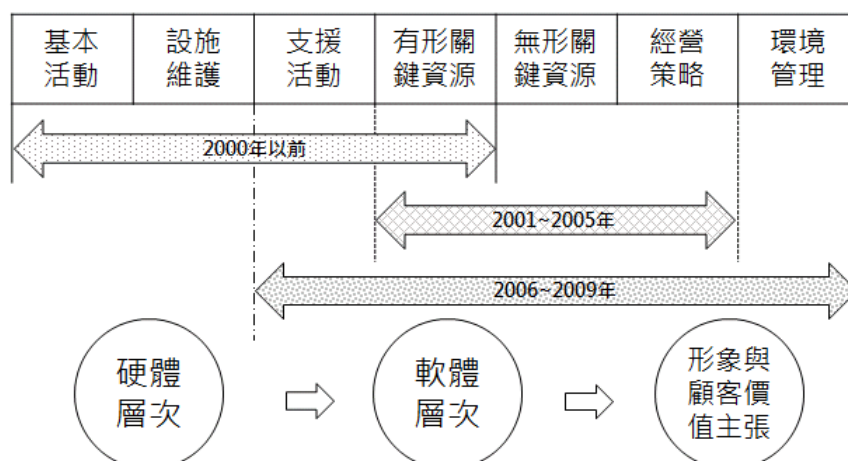 基本
活動
設施
維護
支援
活動
有形關
鍵資源
無形關
鍵資源
經營
策略
環境
管理
2000年以前
2001~2005年
2006~2009年
硬體
層次
軟體
層次
形象與
顧客價
值主張